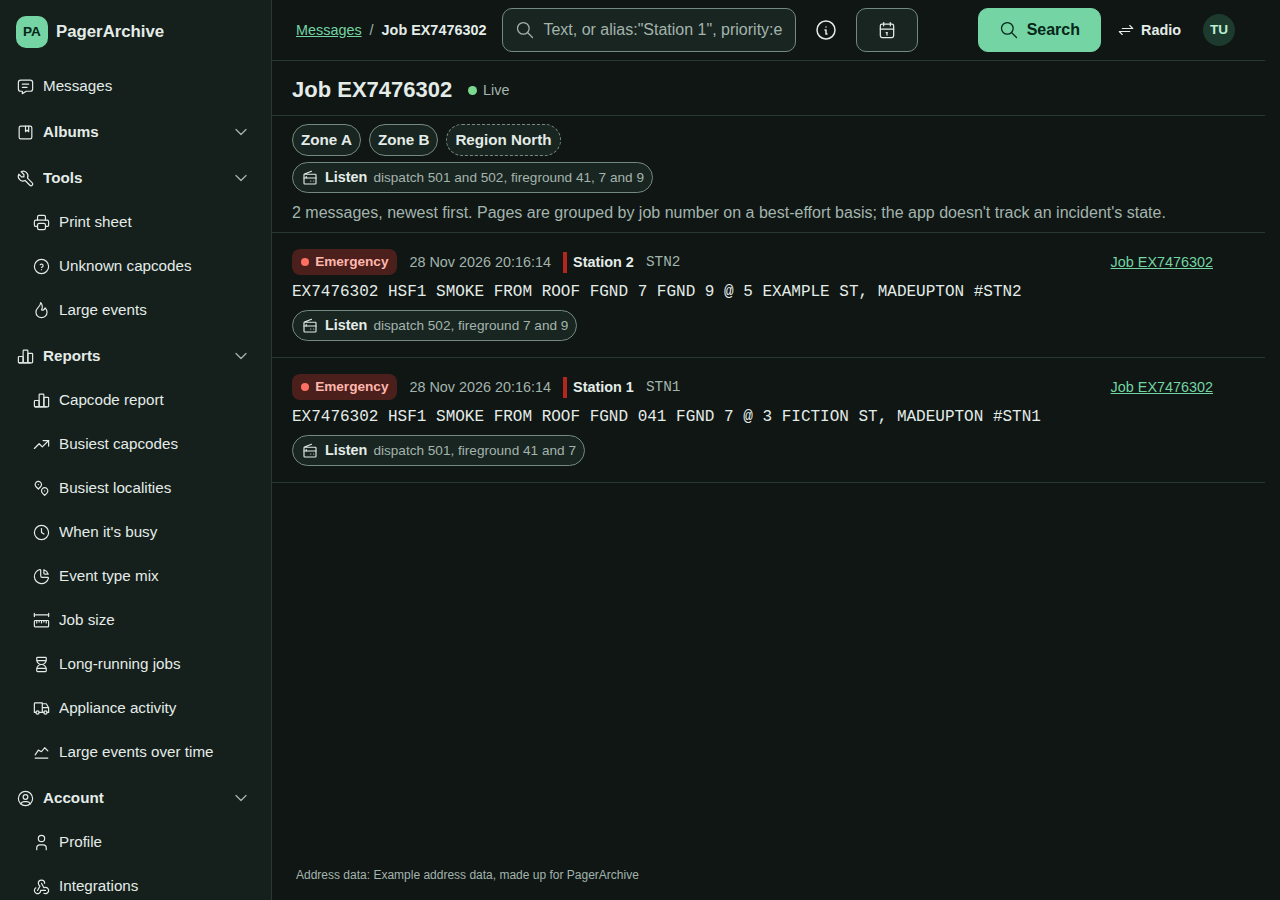 PA PagerArchive
Messages
Albums
Tools
Print sheet
Unknown capcodes
Large events
Reports
Capcode report
Busiest capcodes
Busiest localities
When it's busy
Event type mix
Job size
Long-running jobs
Appliance activity
Large events over time
Account
Profile
Integrations
Messages / Job EX7476302
Text, or alias:"Station 1", priority:e
Search
Radio
TU
Job EX7476302
Live
Zone A Zone B Region North
Listen dispatch 501 and 502, fireground 41, 7 and 9
2 messages, newest first. Pages are grouped by job number on a best-effort basis; the app doesn't track an incident's state.
Emergency 28 Nov 2026 20:16:14 Station 2 STN2 Job EX7476302
EX7476302 HSF1 SMOKE FROM ROOF FGND 7 FGND 9 @ 5 EXAMPLE ST, MADEUPTON #STN2
Listen dispatch 502, fireground 7 and 9
Emergency 28 Nov 2026 20:16:14 Station 1 STN1 Job EX7476302
EX7476302 HSF1 SMOKE FROM ROOF FGND 041 FGND 7 @ 3 FICTION ST, MADEUPTON #STN1
Listen dispatch 501, fireground 41 and 7
Address data: Example address data, made up for PagerArchive